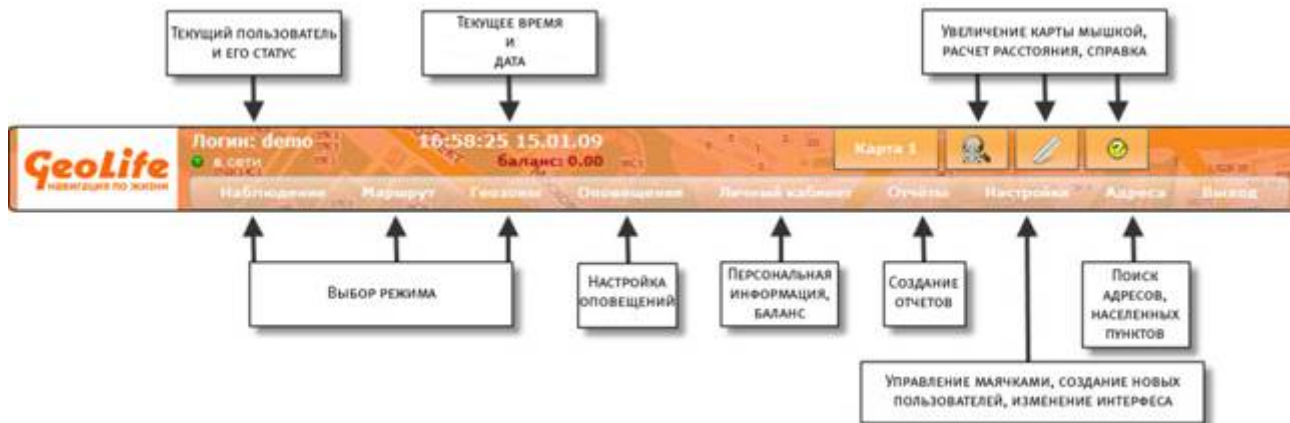 Текущий пользователь
и его статус
Текущее время
и
дата
Увеличение карты мышкой,
расчет расстояния, справка
GeoLife
навигация по жизни
Логин: demo
в сети
16:58:25 15.01.09
баланс: 0.00
Карта 1
Наблюдение Маршрут Геозоны Оповещения Личный кабинет Отчёты Настройки Адреса Выход
Выбор режима
Настройка
оповещений
Персональная
информация,
баланс
Создание
отчетов
Поиск
адресов,
населенных
пунктов
Управление маячками, создание новых
пользователей, изменение интерфеса